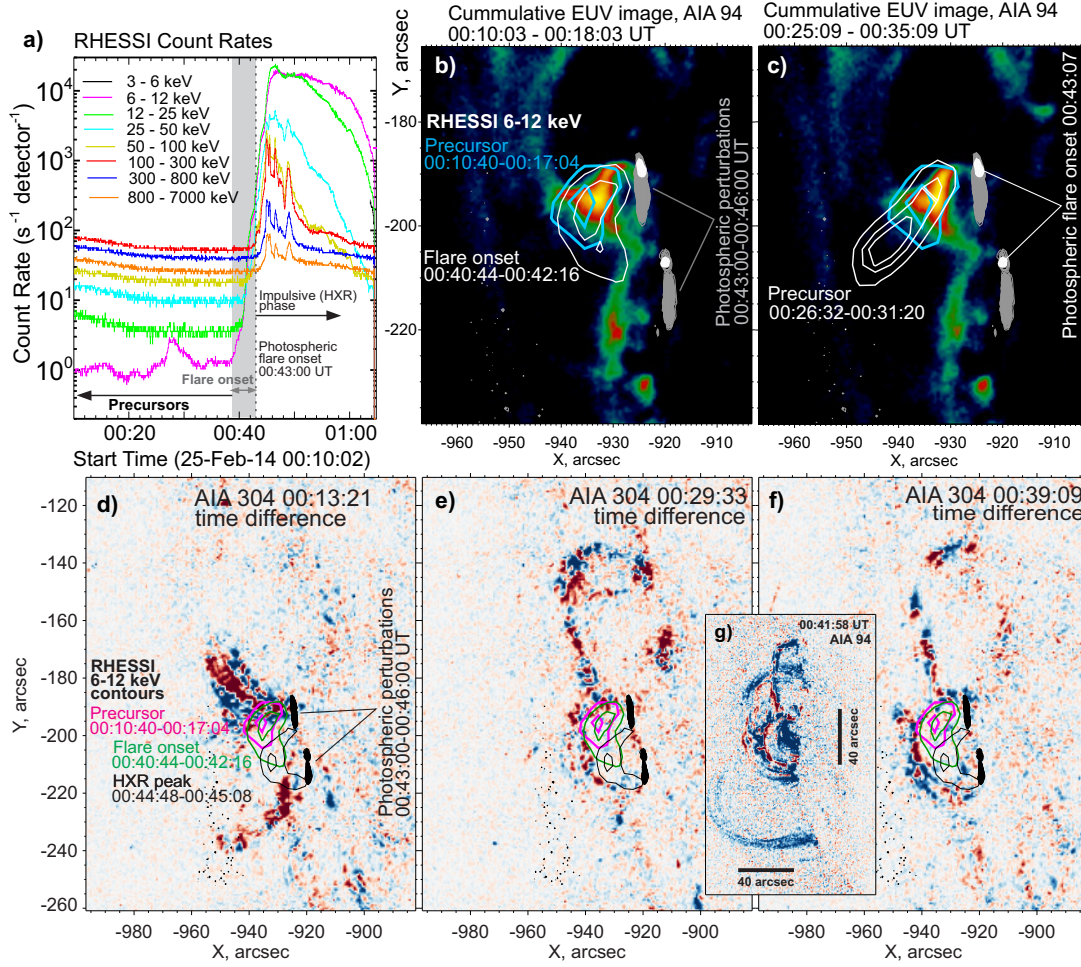 a)
RHESSI Count Rates
Count Rate (s⁻¹ detector⁻¹)
10⁴
10³
10²
10¹
10⁰
3 - 6 keV
6 - 12 keV
12 - 25 keV
25 - 50 keV
50 - 100 keV
100 - 300 keV
300 - 800 keV
800 - 7000 keV
Impulsive (HXR)
phase
Photospheric
flare onset
00:43:00 UT
Flare onset
Precursors
00:20
00:40
01:00
Start Time (25-Feb-14 00:10:02)
Cummulative EUV image, AIA 94
00:10:03 - 00:18:03 UT
b)
Y, arcsec
-180
-200
-220
RHESSI 6-12 keV
Precursor
00:10:40-00:17:04
Flare onset
00:40:44-00:42:16
Photospheric perturbations
00:43:00-00:46:00 UT
-960
-950
-940
-930
-920
-910
X, arcsec
Cummulative EUV image, AIA 94
00:25:09 - 00:35:09 UT
c)
Precursor
00:26:32-00:31:20
Photospheric flare onset 00:43:07
-960
-950
-940
-930
-920
-910
X, arcsec
d)
AIA 304 00:13:21
time difference
Y, arcsec
-120
-140
-160
-180
-200
-220
-240
-260
RHESSI
6-12 keV
contours
Precursor
00:10:40-00:17:04
Flare onset
00:40:44-00:42:16
HXR peak
00:44:48-00:45:08
Photospheric perturbations
00:43:00-00:46:00 UT
-980
-960
-940
-920
-900
X, arcsec
e)
AIA 304 00:29:33
time difference
-980
-960
-940
-920
-900
X, arcsec
f)
AIA 304 00:39:09
time difference
-980
-960
-940
-920
-900
X, arcsec
g)
00:41:58 UT
AIA 94
40 arcsec
40 arcsec